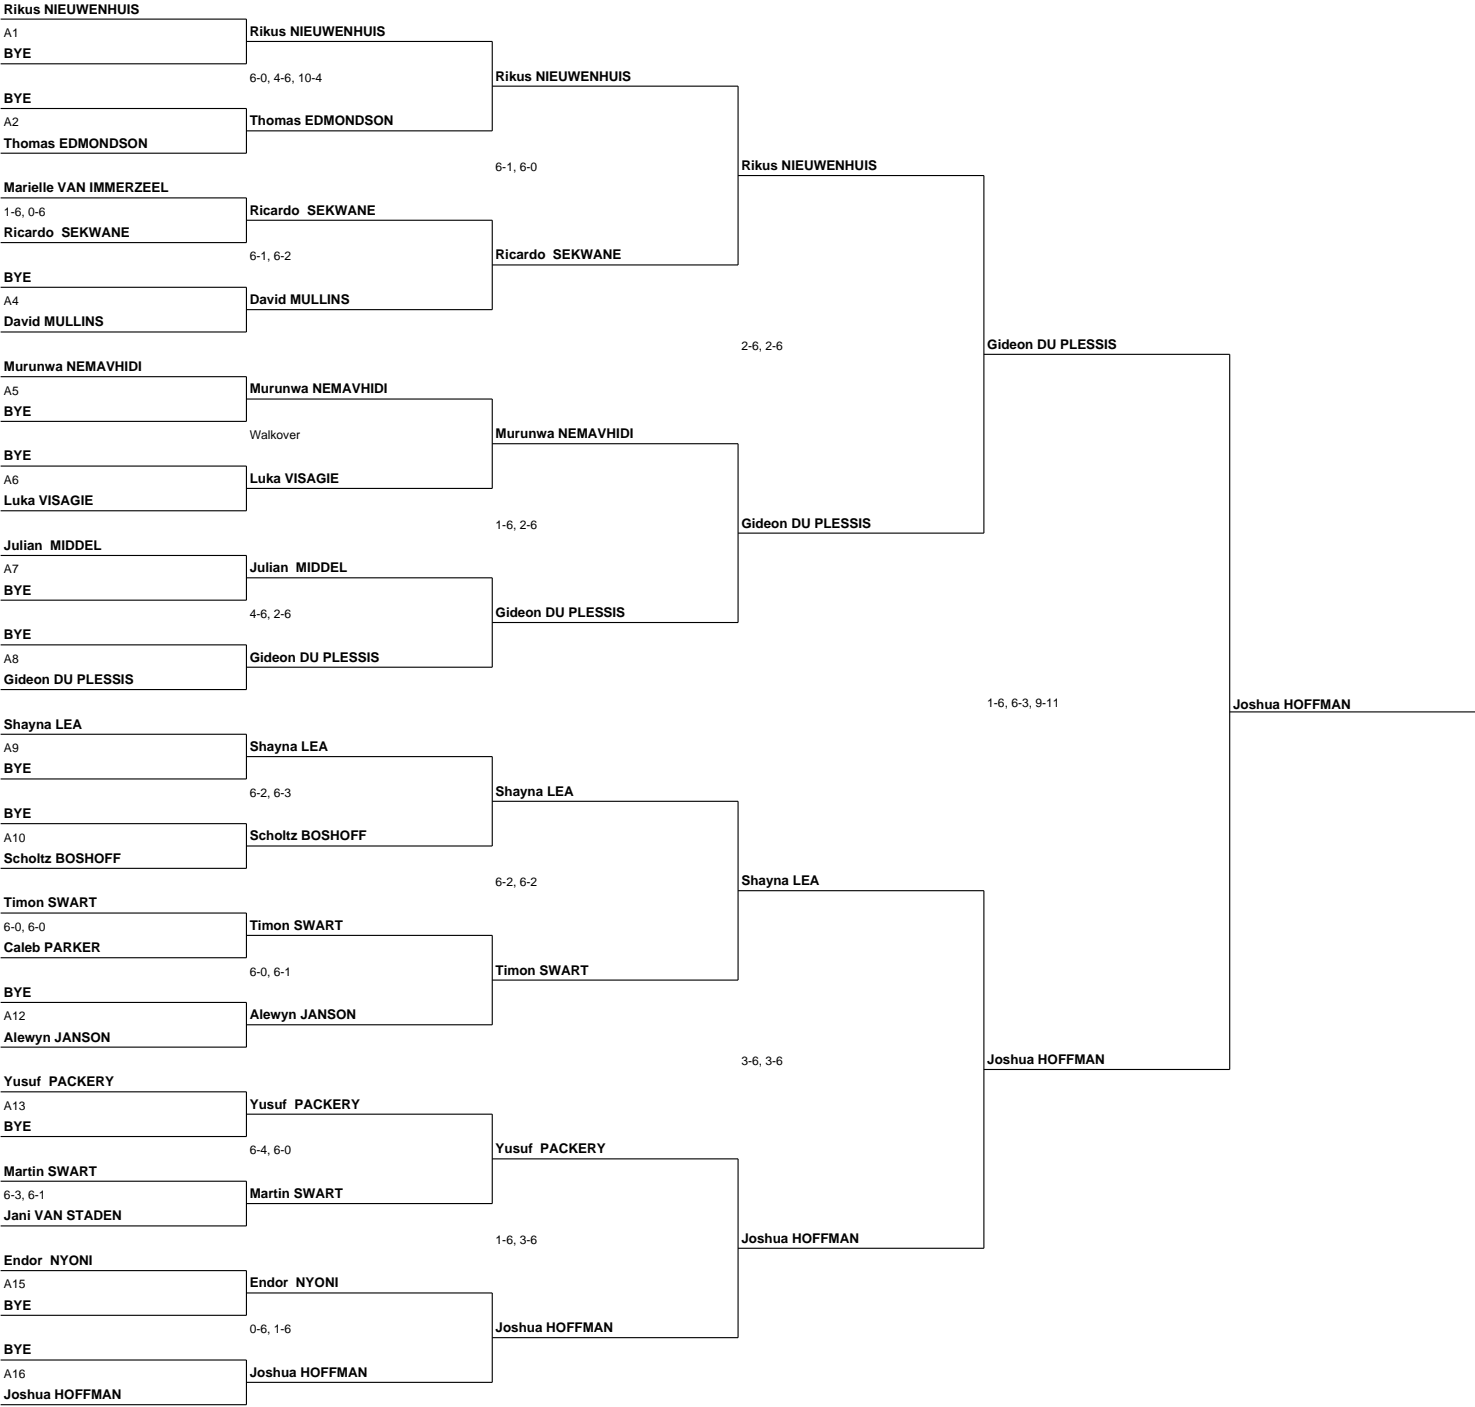 Rikus NIEUWENHUIS
A1
BYE
BYE
A2
Thomas EDMONDSON
Marielle VAN IMMERZEEL
1-6, 0-6
Ricardo  SEKWANE
BYE
A4
David MULLINS
Murunwa NEMAVHIDI
A5
BYE
BYE
A6
Luka VISAGIE
Julian  MIDDEL
A7
BYE
BYE
A8
Gideon DU PLESSIS
Shayna LEA
A9
BYE
BYE
A10
Scholtz BOSHOFF
Timon SWART
6-0, 6-0
Caleb PARKER
BYE
A12
Alewyn JANSON
Yusuf  PACKERY
A13
BYE
Martin SWART
6-3, 6-1
Jani VAN STADEN
Endor  NYONI
A15
BYE
BYE
A16
Joshua HOFFMAN
Rikus NIEUWENHUIS
6-0, 4-6, 10-4
Thomas EDMONDSON
Ricardo  SEKWANE
6-1, 6-2
David MULLINS
Murunwa NEMAVHIDI
Walkover
Luka VISAGIE
Julian  MIDDEL
4-6, 2-6
Gideon DU PLESSIS
Shayna LEA
6-2, 6-3
Scholtz BOSHOFF
Timon SWART
6-0, 6-1
Alewyn JANSON
Yusuf  PACKERY
6-4, 6-0
Martin SWART
Endor  NYONI
0-6, 1-6
Joshua HOFFMAN
Rikus NIEUWENHUIS
6-1, 6-0
Ricardo  SEKWANE
Murunwa NEMAVHIDI
1-6, 2-6
Gideon DU PLESSIS
Shayna LEA
6-2, 6-2
Timon SWART
Yusuf  PACKERY
1-6, 3-6
Joshua HOFFMAN
Rikus NIEUWENHUIS
2-6, 2-6
Gideon DU PLESSIS
Shayna LEA
3-6, 3-6
Joshua HOFFMAN
Gideon DU PLESSIS
1-6, 6-3, 9-11
Joshua HOFFMAN
Joshua HOFFMAN